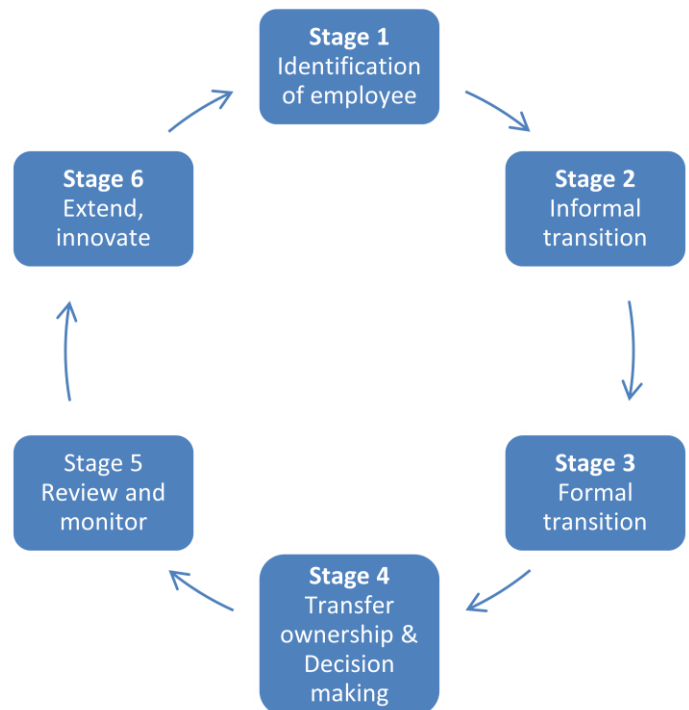 Stage 1
Identification
of employee
Stage 2
Informal
transition
Stage 3
Formal
transition
Stage 4
Transfer
ownership &
Decision
making
Stage 5
Review and
monitor
Stage 6
Extend,
innovate